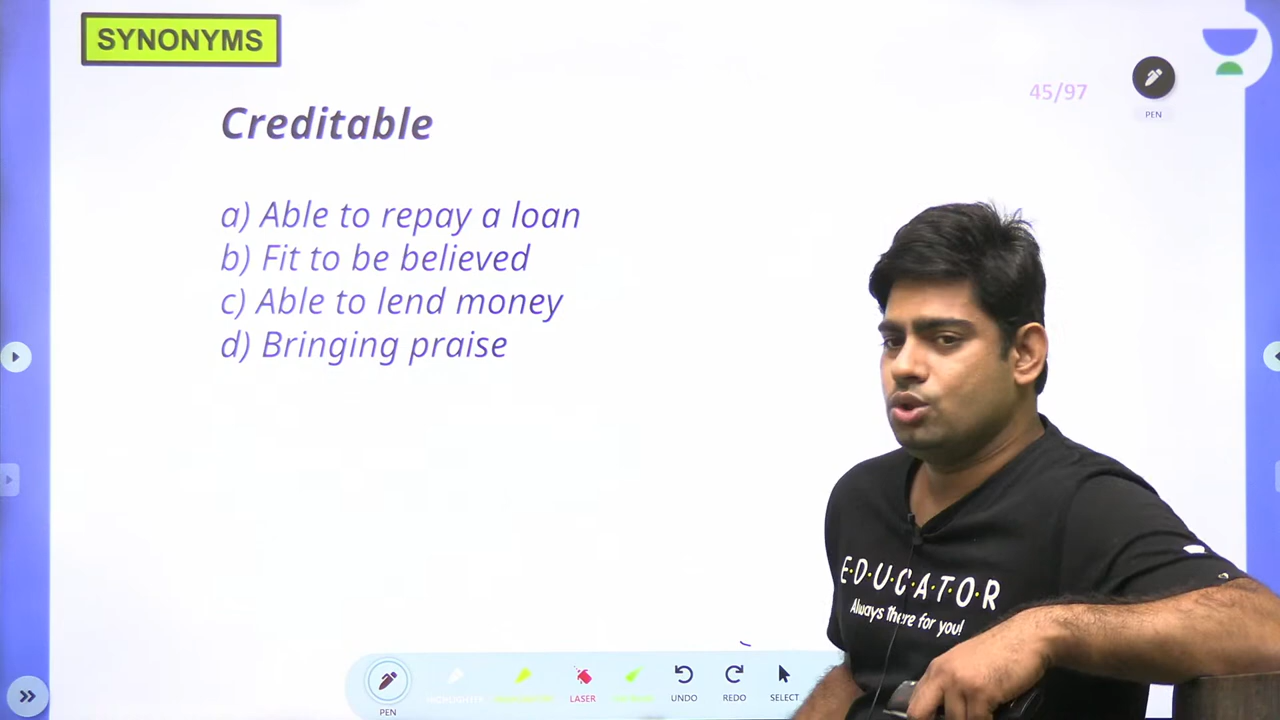 SYNONYMS
45/97
PEN
Creditable
a) Able to repay a loan
b) Fit to be believed
c) Able to lend money
d) Bringing praise
E·D·U·C·A·T·O·R
Always there for you!
PEN
HIGHLIGHTER
LASER
UNDO
REDO
SELECT